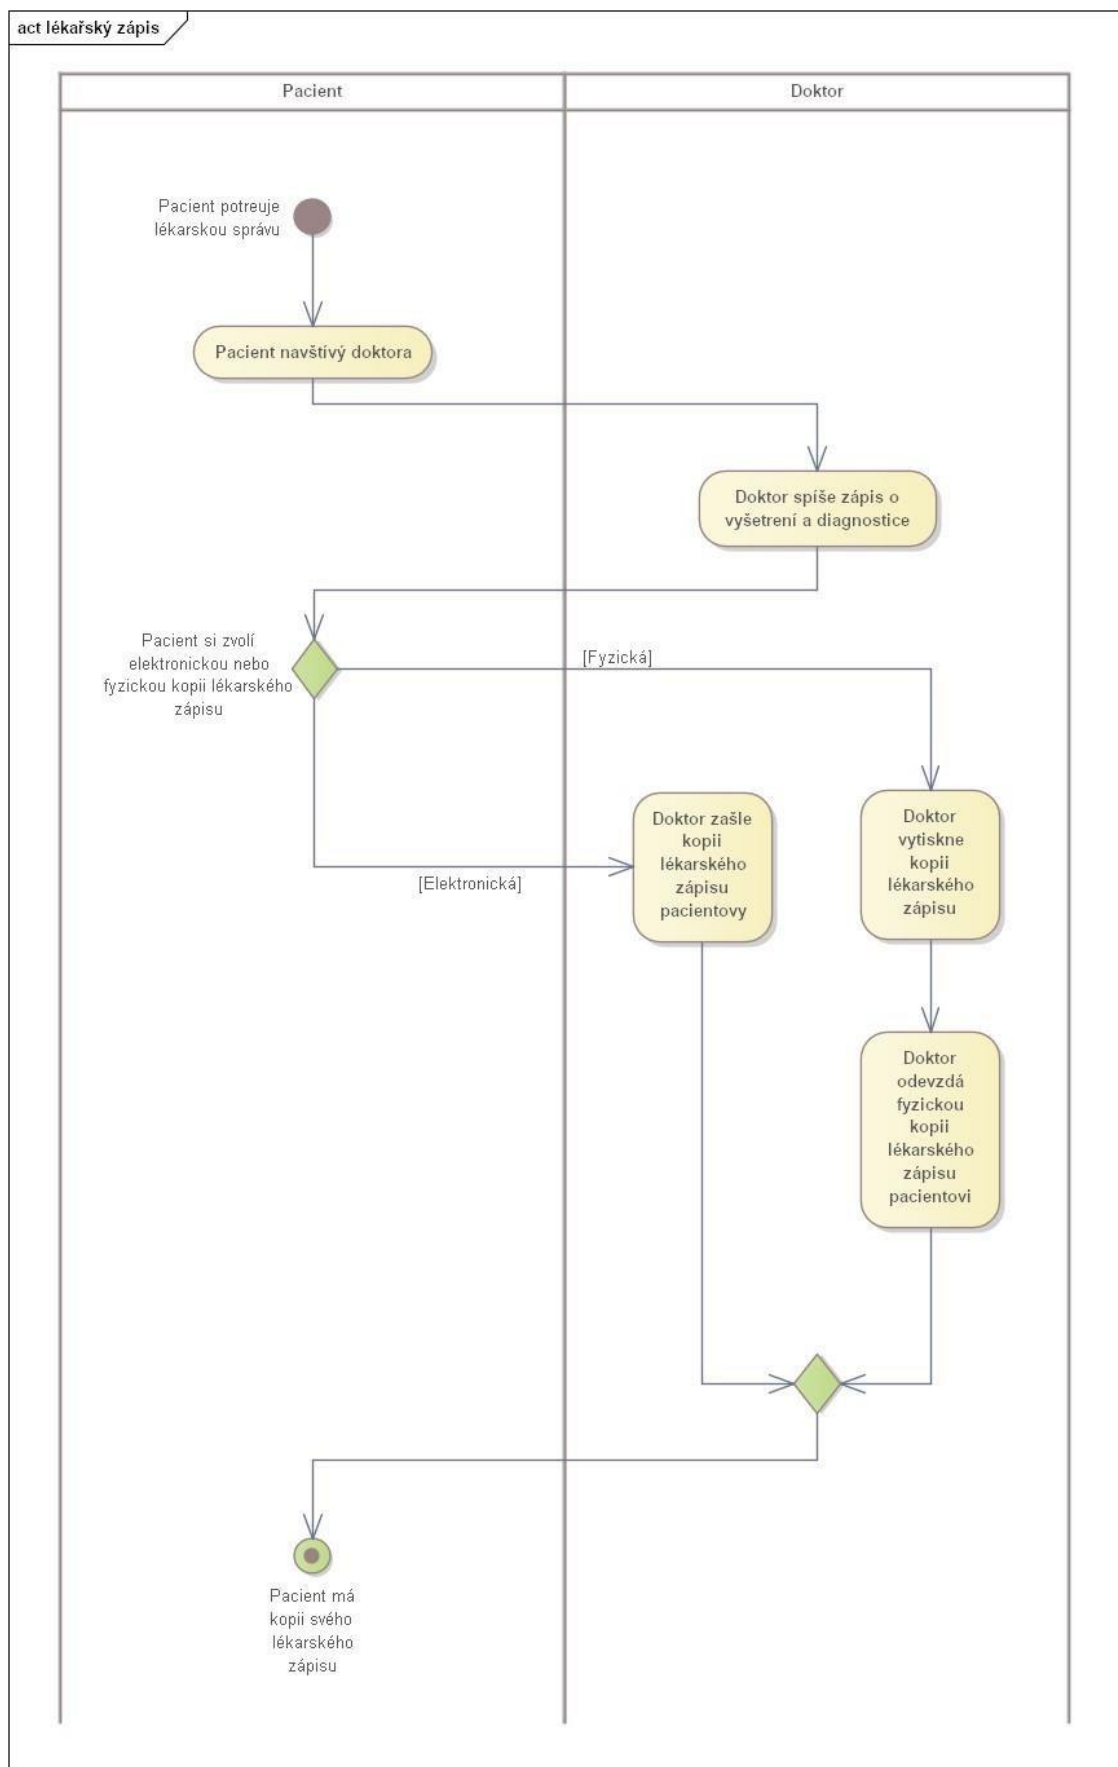 act lékařský zápis
Pacient
Doktor
Pacient potreuje
lékarskou správu
Pacient navštívý doktora
Doktor spíše zápis o
vyšetrení a diagnostice
Pacient si zvolí
elektronickou nebo
fyzickou kopii lékarského
zápisu
[Fyzická]
[Elektronická]
Doktor zašle
kopii
lékarského
zápisu
pacientovy
Doktor
vytiskne
kopii
lékarského
zápisu
Doktor
odevzdá
fyzickou
kopii
lékarského
zápisu
pacientovi
Pacient má
kopii svého
lékarského
zápisu